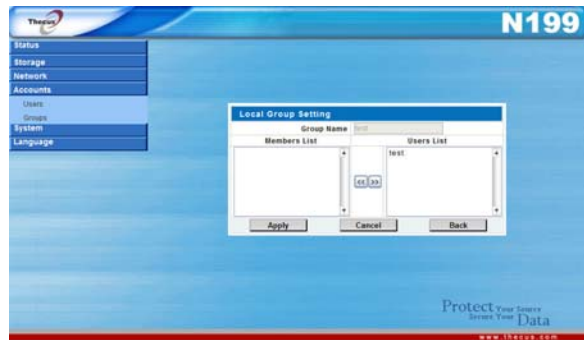 Thecus
N199
Status
Storage
Network
Accounts
Users
Groups
System
Language
Local Group Setting
Group Name test
Members List
Users List
test
<< >>
Apply
Cancel
Back
Protect Your Source
Secure Your Data
www.thecus.com